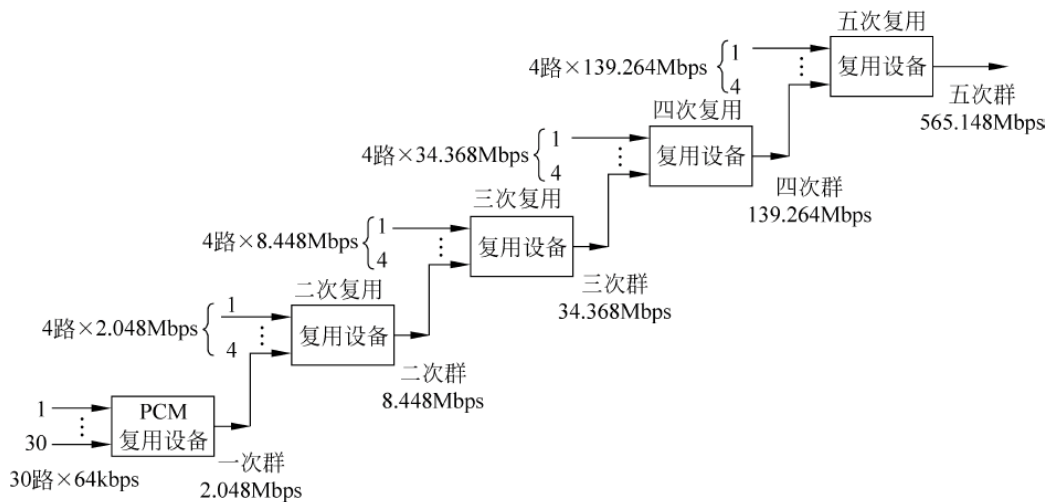 五次复用
4路×139.264Mbps
1
4
复用设备
五次群
565.148Mbps
四次复用
4路×34.368Mbps
1
4
复用设备
四次群
139.264Mbps
三次复用
4路×8.448Mbps
1
4
复用设备
三次群
34.368Mbps
二次复用
4路×2.048Mbps
1
4
复用设备
二次群
8.448Mbps
1
30
PCM
复用设备
30路×64kbps
一次群
2.048Mbps